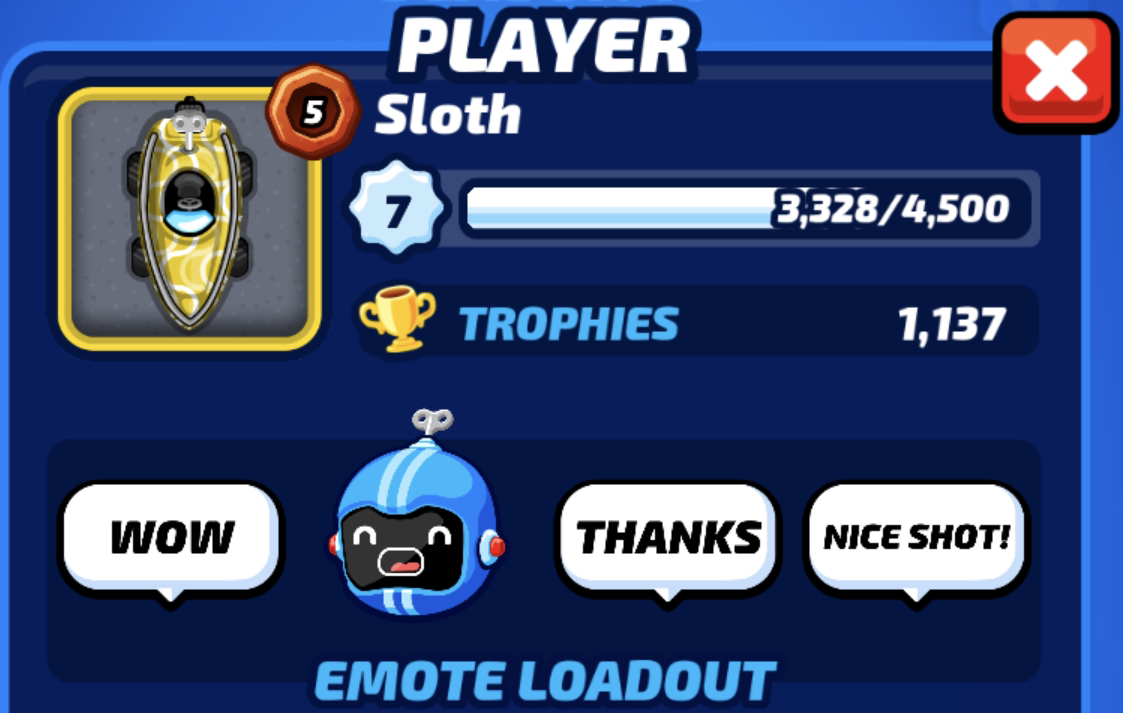 PLAYER
5
Sloth
7
3,328/4,500
TROPHIES 1,137
WOW
THANKS
NICE SHOT!
EMOTE LOADOUT